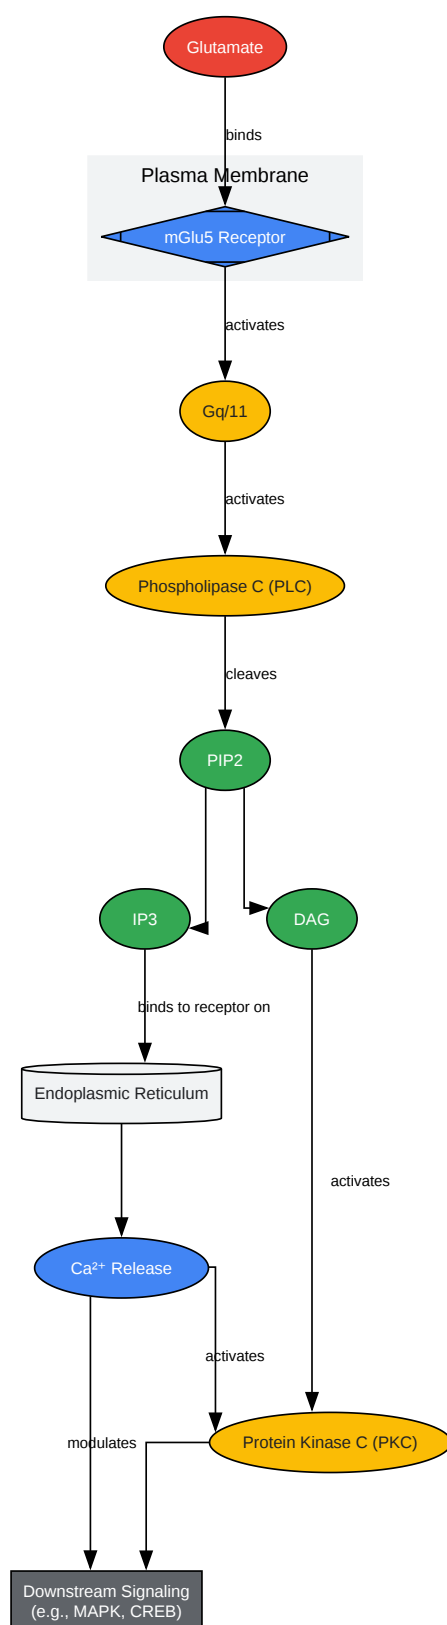 Glutamate
binds
Plasma Membrane
mGlu5 Receptor
activates
Gq/11
activates
Phospholipase C (PLC)
cleaves
PIP2
IP3
DAG
binds to receptor on
Endoplasmic Reticulum
activates
Ca²⁺ Release
activates
Protein Kinase C (PKC)
modulates
Downstream Signaling
(e.g., MAPK, CREB)